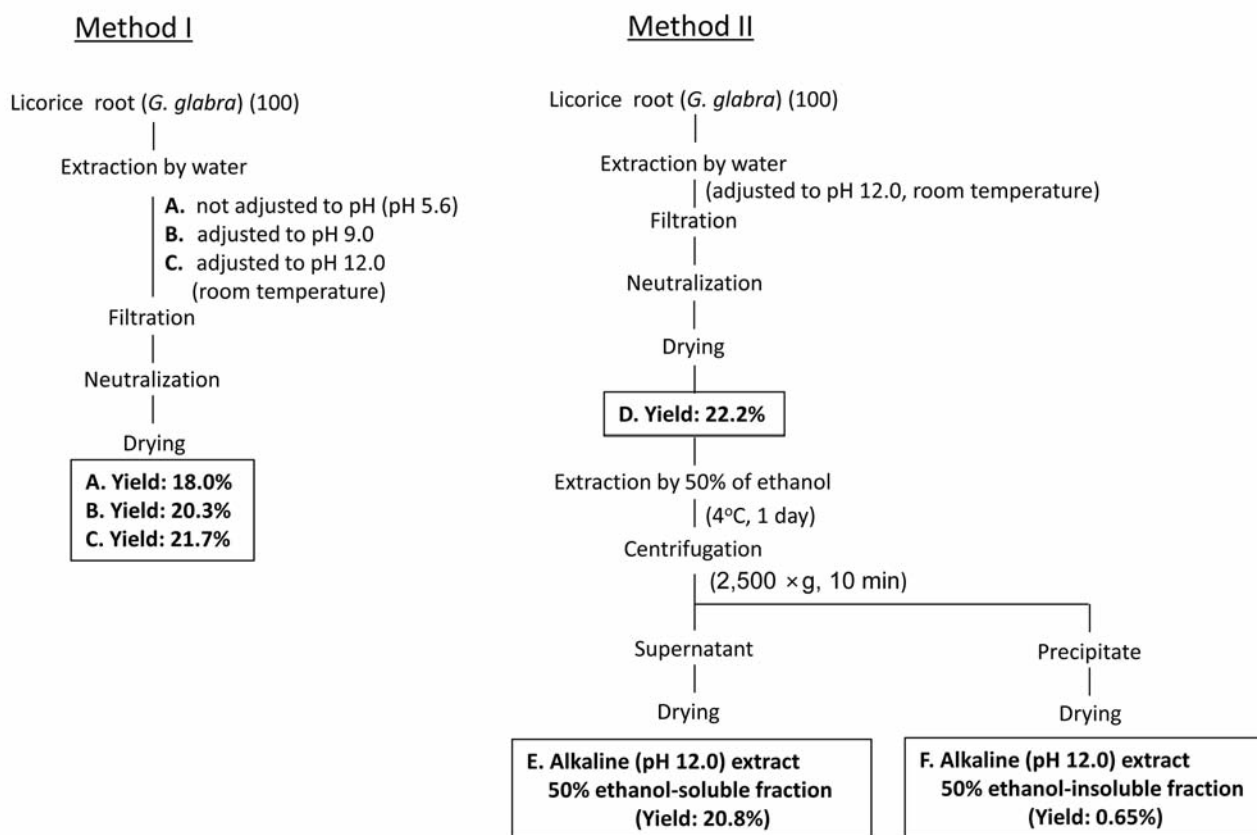 Method I
Licorice root (G. glabra) (100)
Extraction by water
A. not adjusted to pH (pH 5.6)
B. adjusted to pH 9.0
C. adjusted to pH 12.0
(room temperature)
Filtration
Neutralization
Drying
A. Yield: 18.0%
B. Yield: 20.3%
C. Yield: 21.7%
Method II
Licorice root (G. glabra) (100)
Extraction by water
(adjusted to pH 12.0, room temperature)
Filtration
Neutralization
Drying
D. Yield: 22.2%
Extraction by 50% of ethanol
(4°C, 1 day)
Centrifugation
(2,500 ×g, 10 min)
Supernatant
Drying
E. Alkaline (pH 12.0) extract
50% ethanol-soluble fraction
(Yield: 20.8%)
Precipitate
Drying
F. Alkaline (pH 12.0) extract
50% ethanol-insoluble fraction
(Yield: 0.65%)